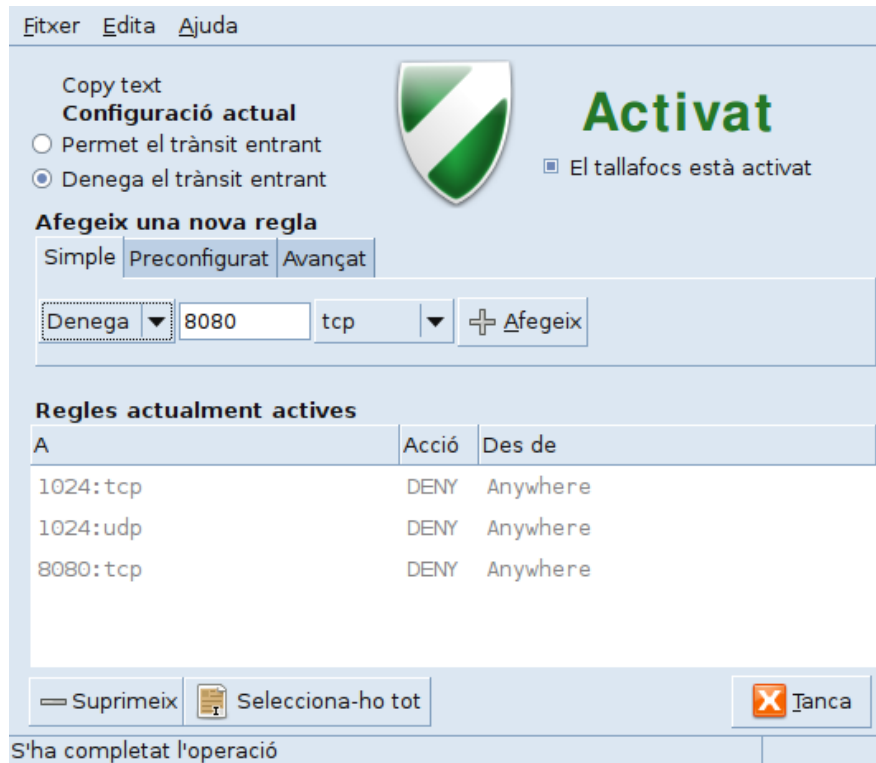 Fitxer Edita Ajuda
Copy text
Configuració actual
Permet el trànsit entrant
Denega el trànsit entrant
Activat
El tallafocs està activat
Afegeix una nova regla
Simple Preconfigurat Avançat
Denega 8080 tcp Afegeix
Regles actualment actives
A Acció Des de
1024:tcp DENY Anywhere
1024:udp DENY Anywhere
8080:tcp DENY Anywhere
Suprimeix Selecciona-ho tot Tanca
S'ha completat l'operació